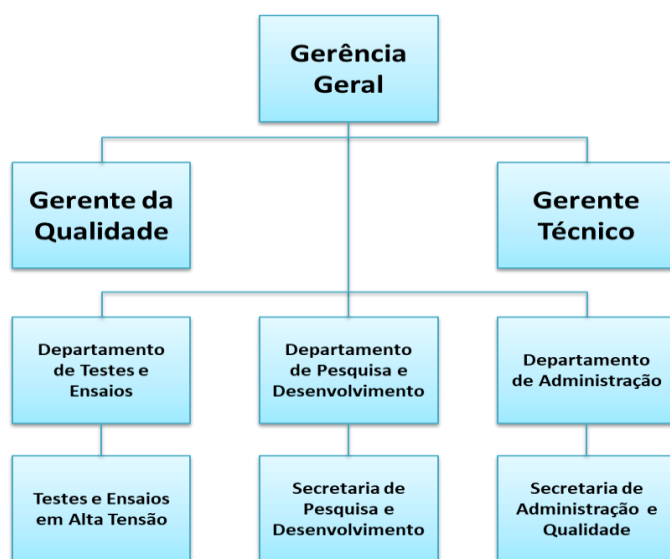 Gerência
Geral
Gerente da
Qualidade
Gerente
Técnico
Departamento
de Testes e
Ensaios
Departamento
de Pesquisa e
Desenvolvimento
Departamento
de Administração
Testes e Ensaios
em Alta Tensão
Secretaria de
Pesquisa e
Desenvolvimento
Secretaria de
Administração e
Qualidade